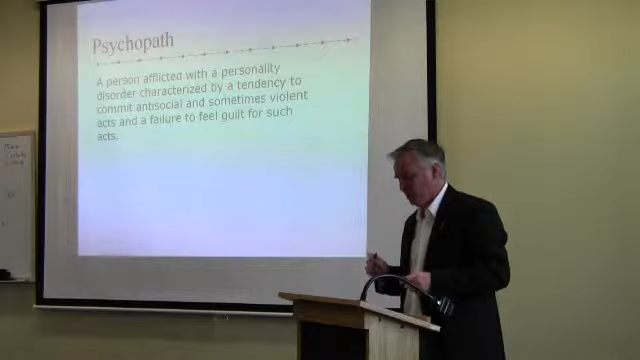 Psychopath
A person afflicted with a personality
disorder characterized by a tendency to
commit antisocial and sometimes violent
acts and a failure to feel guilt for such
acts.